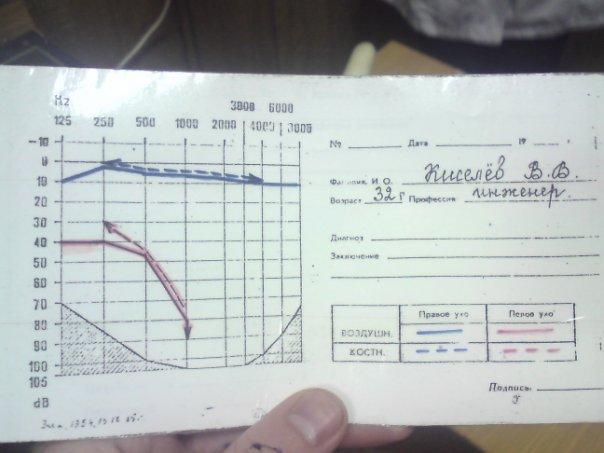 Hz
3000 6000
125 250 500 1000 2000 4000 8000
-10
0
10
20
30
40
50
60
70
80
90
100
105
dB
№ Дата 19 г.
Фамилия, И. О. Киселёв В. В.
Возраст 32 г Профессия инженер.
Диагноз
Заключение
Правое ухо Левое ухо
ВОЗДУШН.
КОСТН.
Подпись: